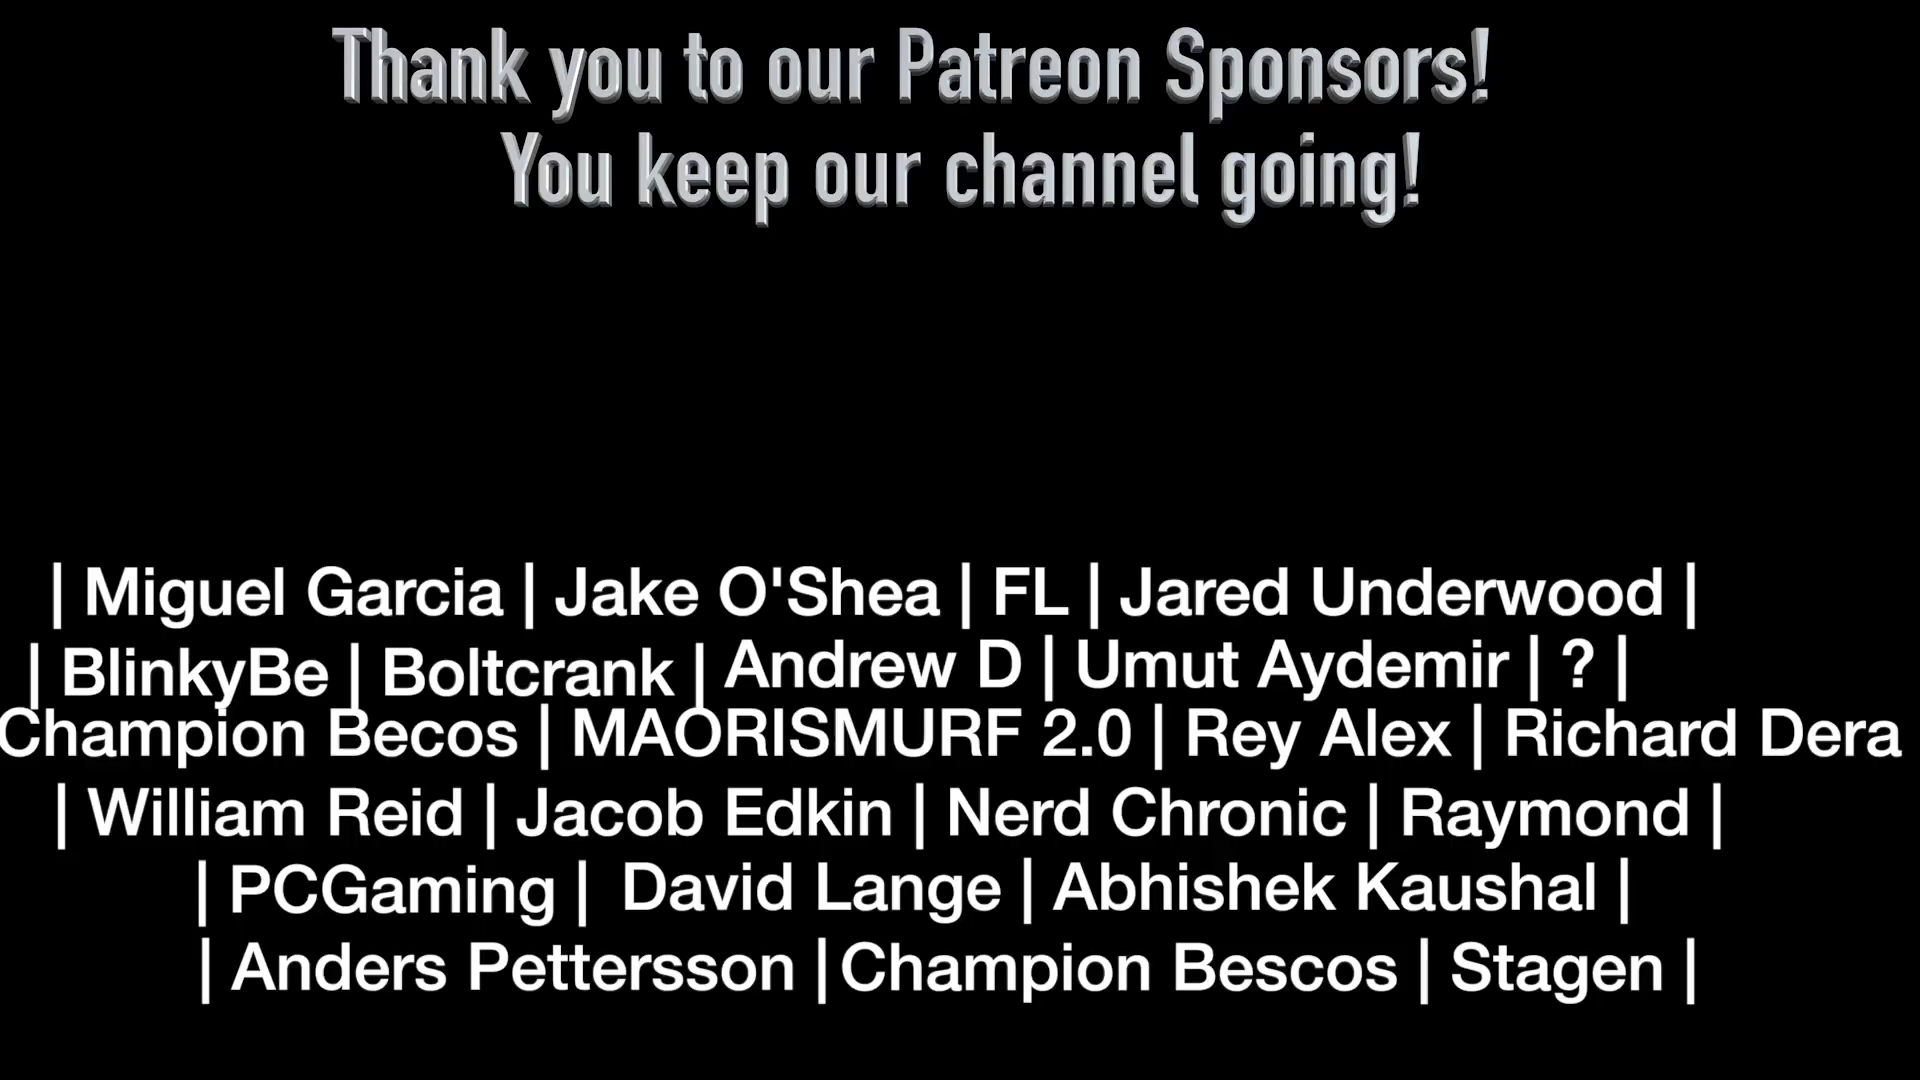 Thank you to our Patreon Sponsors!
You keep our channel going!
| Miguel Garcia | Jake O'Shea | FL | Jared Underwood |
| BlinkyBe | Boltcrank | Andrew D | Umut Aydemir | ? |
Champion Becos | MAORISMURF 2.0 | Rey Alex | Richard Dera
| William Reid | Jacob Edkin | Nerd Chronic | Raymond |
| PCGaming | David Lange | Abhishek Kaushal |
| Anders Pettersson | Champion Bescos | Stagen |